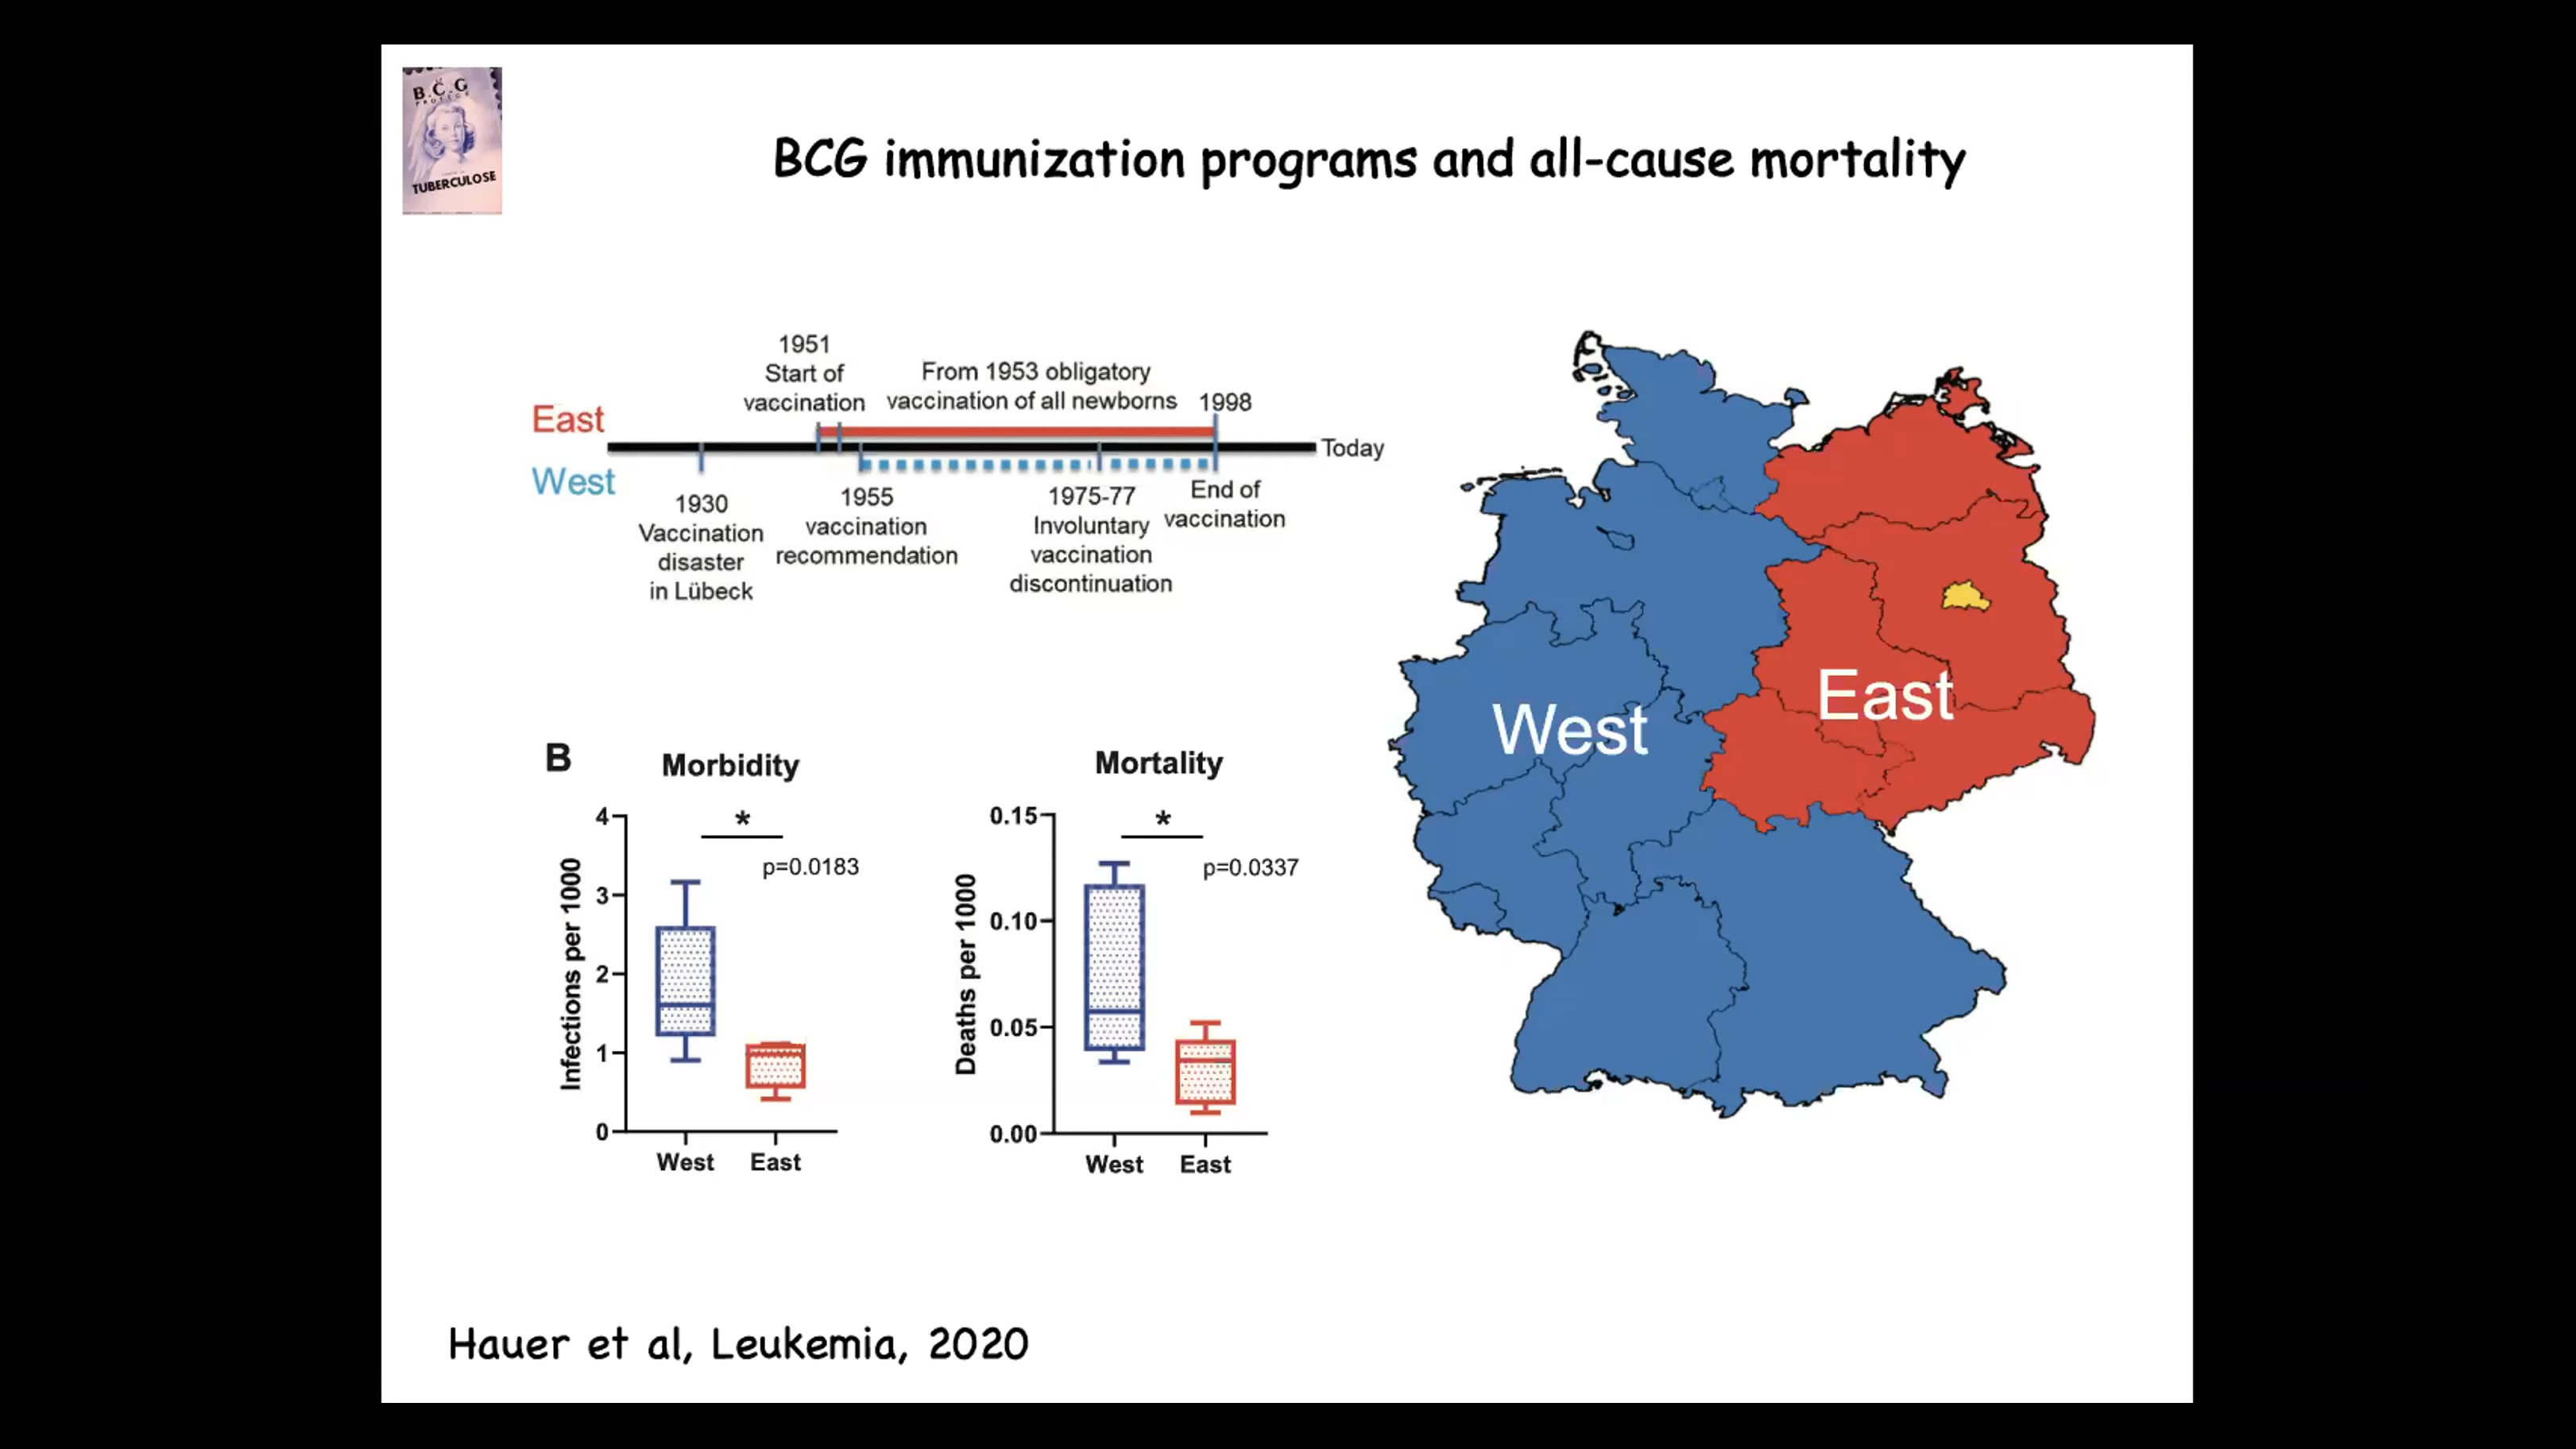 B.C.G
PROTÈGE
TUBERCULOSE
BCG immunization programs and all-cause mortality
1951
Start of
vaccination
From 1953 obligatory
vaccination of all newborns
1998
East
Today
West
1930
Vaccination
disaster
in Lübeck
1955
vaccination
recommendation
1975-77
Involuntary
vaccination
discontinuation
End of
vaccination
West
East
B
Morbidity
*
p=0.0183
Infections per 1000
4
3
2
1
0
West
East
Mortality
*
p=0.0337
Deaths per 1000
0.15
0.10
0.05
0.00
West
East
Hauer et al, Leukemia, 2020